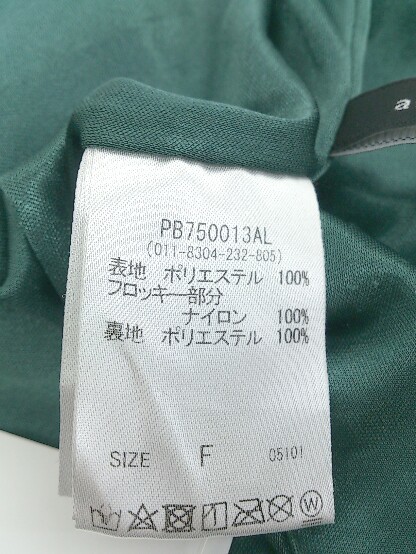 a
PB750013AL
(011-8304-232-805)
表地 ポリエステル 100%
フロッキー部分
ナイロン 100%
裏地 ポリエステル 100%
SIZE F 05101
W